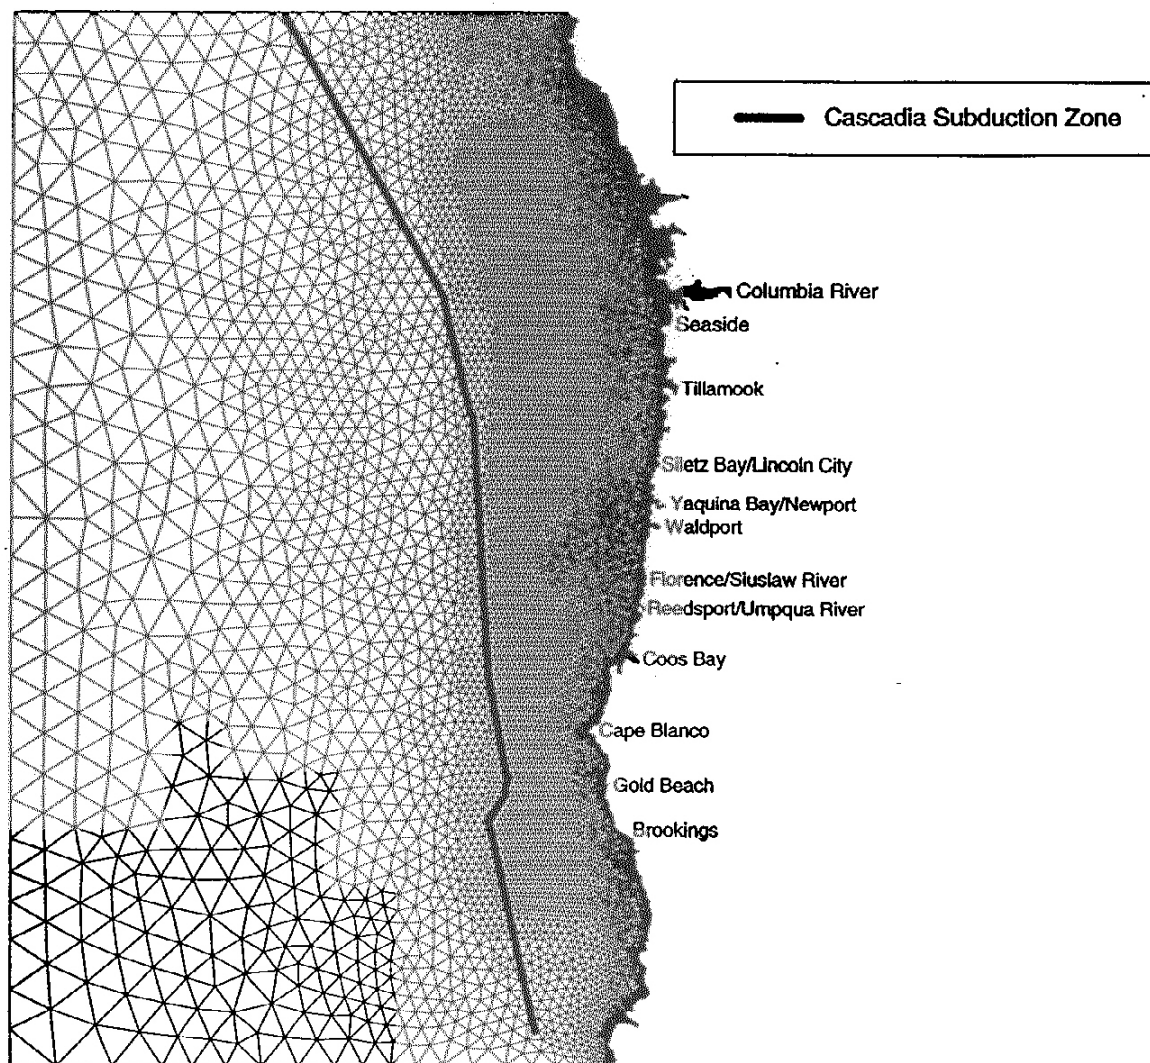 Cascadia Subduction Zone
Columbia River
Seaside
Tillamook
Siletz Bay/Lincoln City
Yaquina Bay/Newport
Waldport
Florence/Siuslaw River
Reedsport/Umpqua River
Coos Bay
Cape Blanco
Gold Beach
Brookings